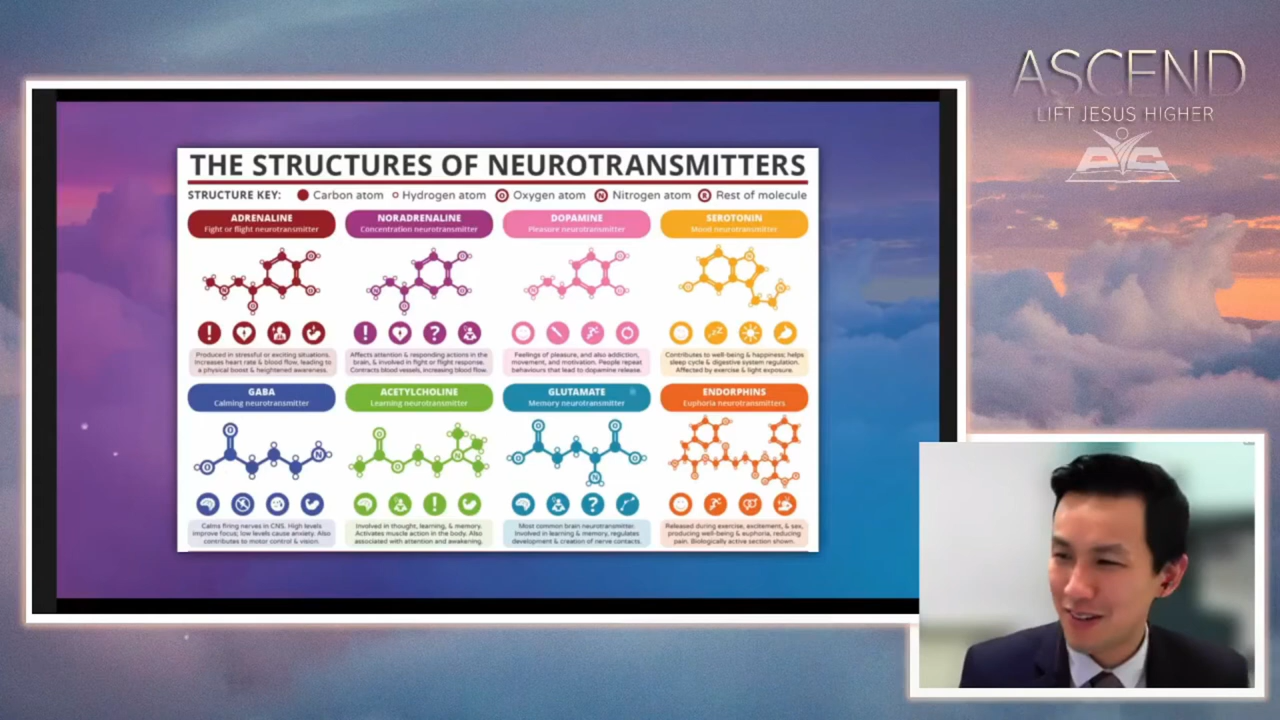 ASCEND
LIFT JESUS HIGHER
THE STRUCTURES OF NEUROTRANSMITTERS
STRUCTURE KEY: Carbon atom Hydrogen atom O Oxygen atom N Nitrogen atom R Rest of molecule
ADRENALINE
Fight or flight neurotransmitter
Produced in stressful or exciting situations.
Increases heart rate & blood flow, leading to
a physical boost & heightened awareness.
NORADRENALINE
Concentration neurotransmitter
Affects attention & responding actions in the
brain, & involved in fight or flight response.
Contracts blood vessels, increasing blood flow.
DOPAMINE
Pleasure neurotransmitter
Feelings of pleasure, and also addiction,
movement, and motivation. People repeat
behaviours that lead to dopamine release.
SEROTONIN
Mood neurotransmitter
Contributes to well-being & happiness; helps
sleep cycle & digestive system regulation.
Affected by exercise & light exposure.
GABA
Calming neurotransmitter
Calms firing nerves in CNS. High levels
improve focus; low levels cause anxiety. Also
contributes to motor control & vision.
ACETYLCHOLINE
Learning neurotransmitter
Involved in thought, learning, & memory.
Activates muscle action in the body. Also
associated with attention and awakening.
GLUTAMATE
Memory neurotransmitter
Most common brain neurotransmitter.
Involved in learning & memory, regulates
development & creation of nerve contacts.
ENDORPHINS
Euphoria neurotransmitters
Released during exercise, excitement, & sex,
producing well-being & euphoria, reducing
pain. Biologically active section shown.